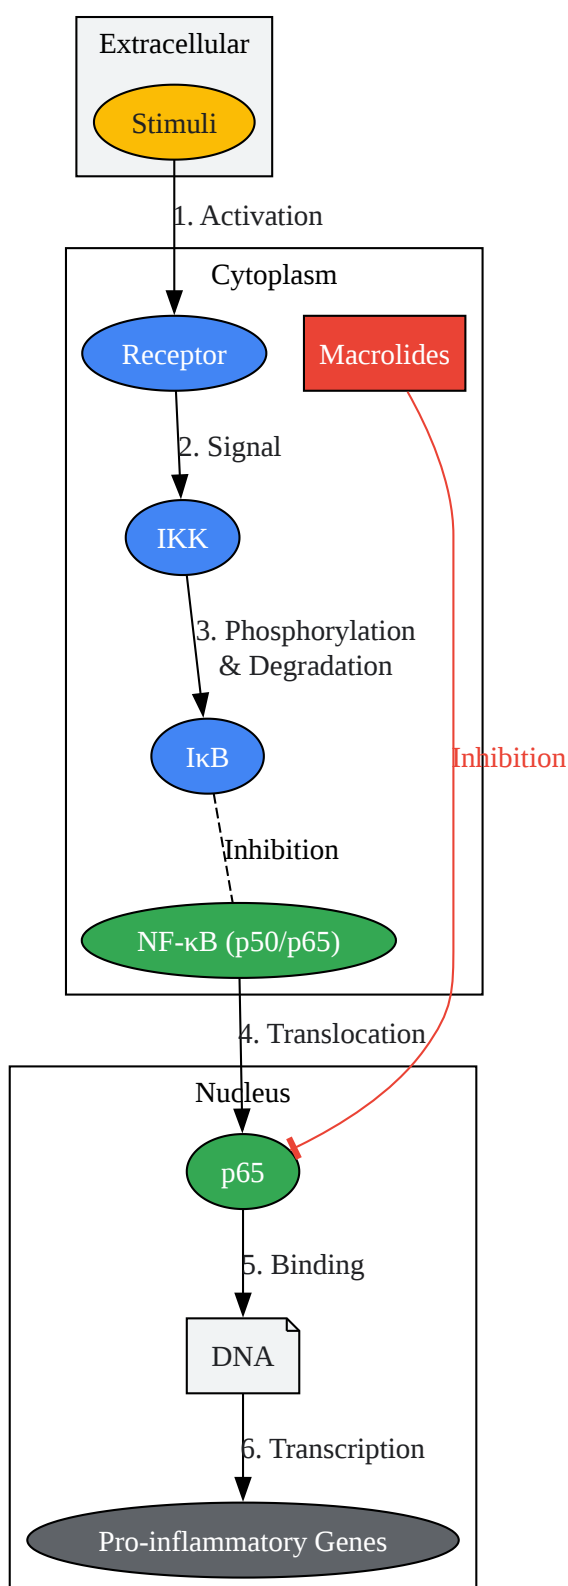 Extracellular
Stimuli
1. Activation
Cytoplasm
Receptor
Macrolides
2. Signal
IKK
3. Phosphorylation
& Degradation
IκB
Inhibition
Inhibition
NF-κB (p50/p65)
4. Translocation
Nucleus
p65
5. Binding
DNA
6. Transcription
Pro-inflammatory Genes